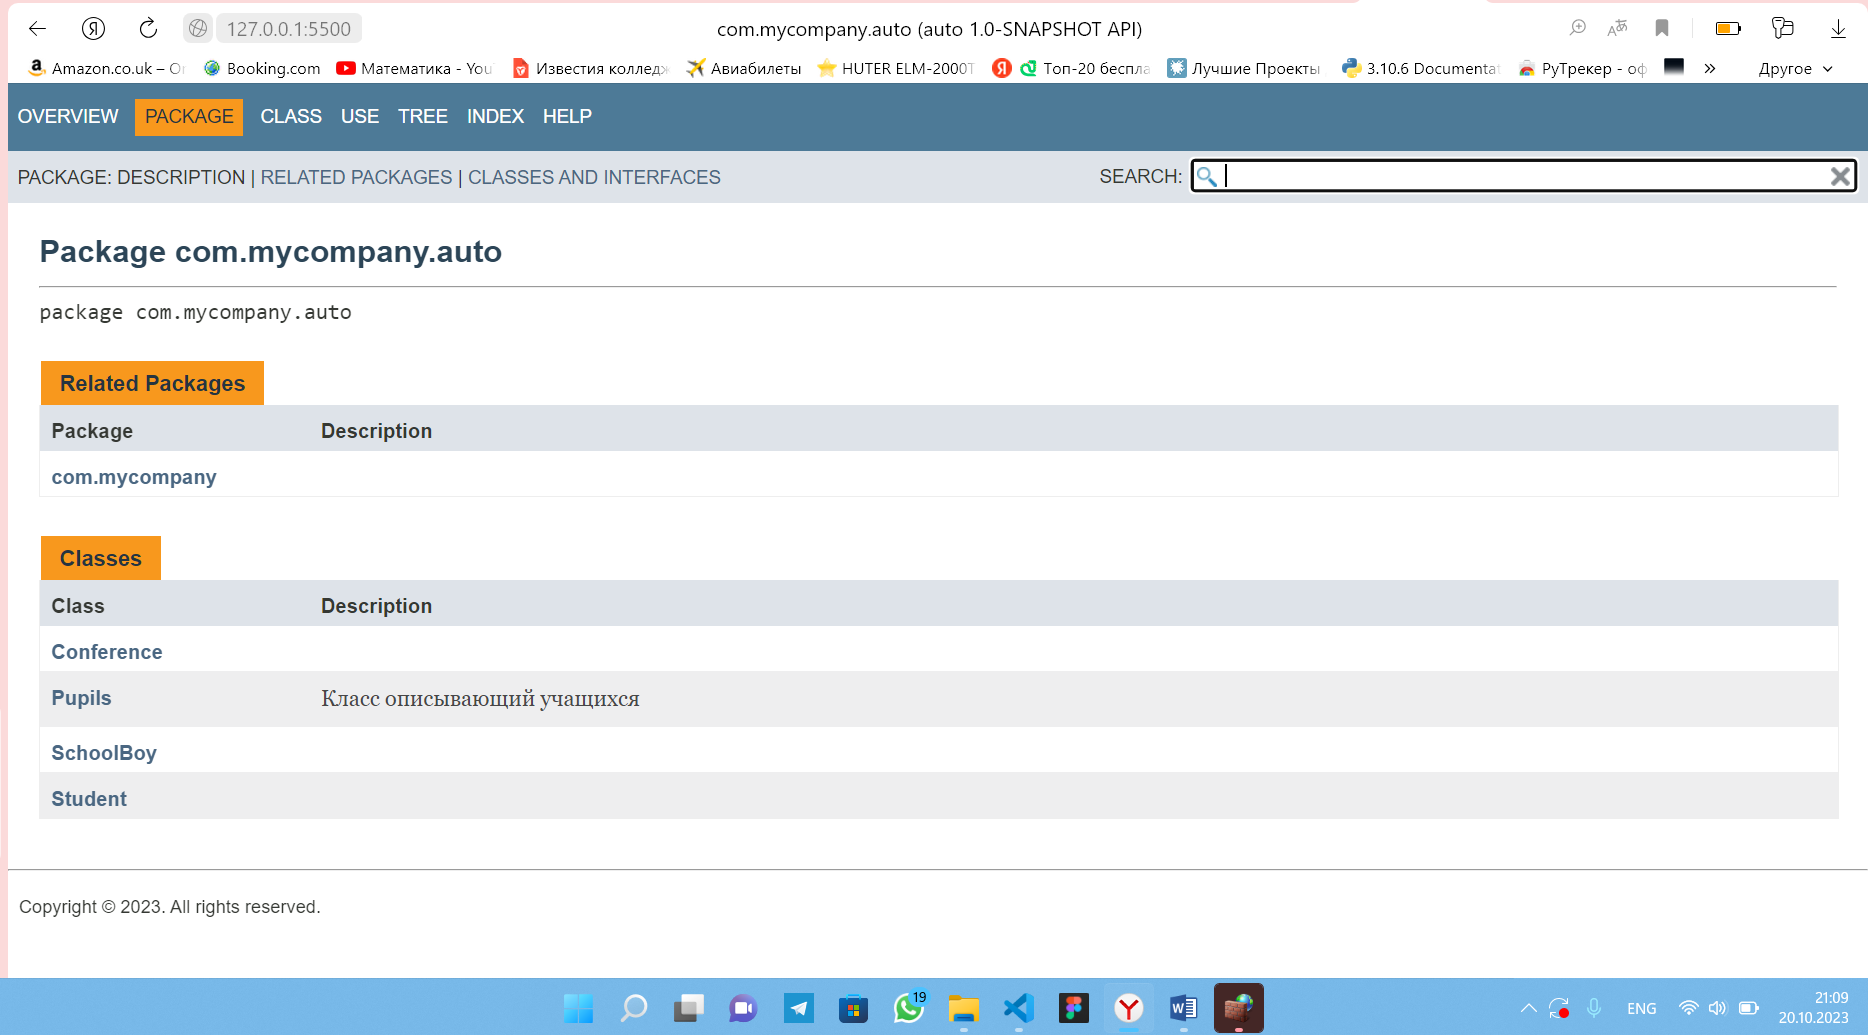 127.0.0.1:5500 com.mycompany.auto (auto 1.0-SNAPSHOT API)
Amazon.co.uk – Booking.com Математика - You Известия коллед Авиабилеты HUTER ELM-2000 Топ-20 беспла Лучшие Проекты 3.10.6 Documenta РуТрекер - оф » Другое
OVERVIEW PACKAGE CLASS USE TREE INDEX HELP
PACKAGE: DESCRIPTION | RELATED PACKAGES | CLASSES AND INTERFACES SEARCH:
Package com.mycompany.auto
package com.mycompany.auto
Related Packages
Package Description
com.mycompany
Classes
Class Description
Conference
Pupils Класс описывающий учащихся
SchoolBoy
Student
Copyright © 2023. All rights reserved.
19
ENG 21:09
20.10.2023